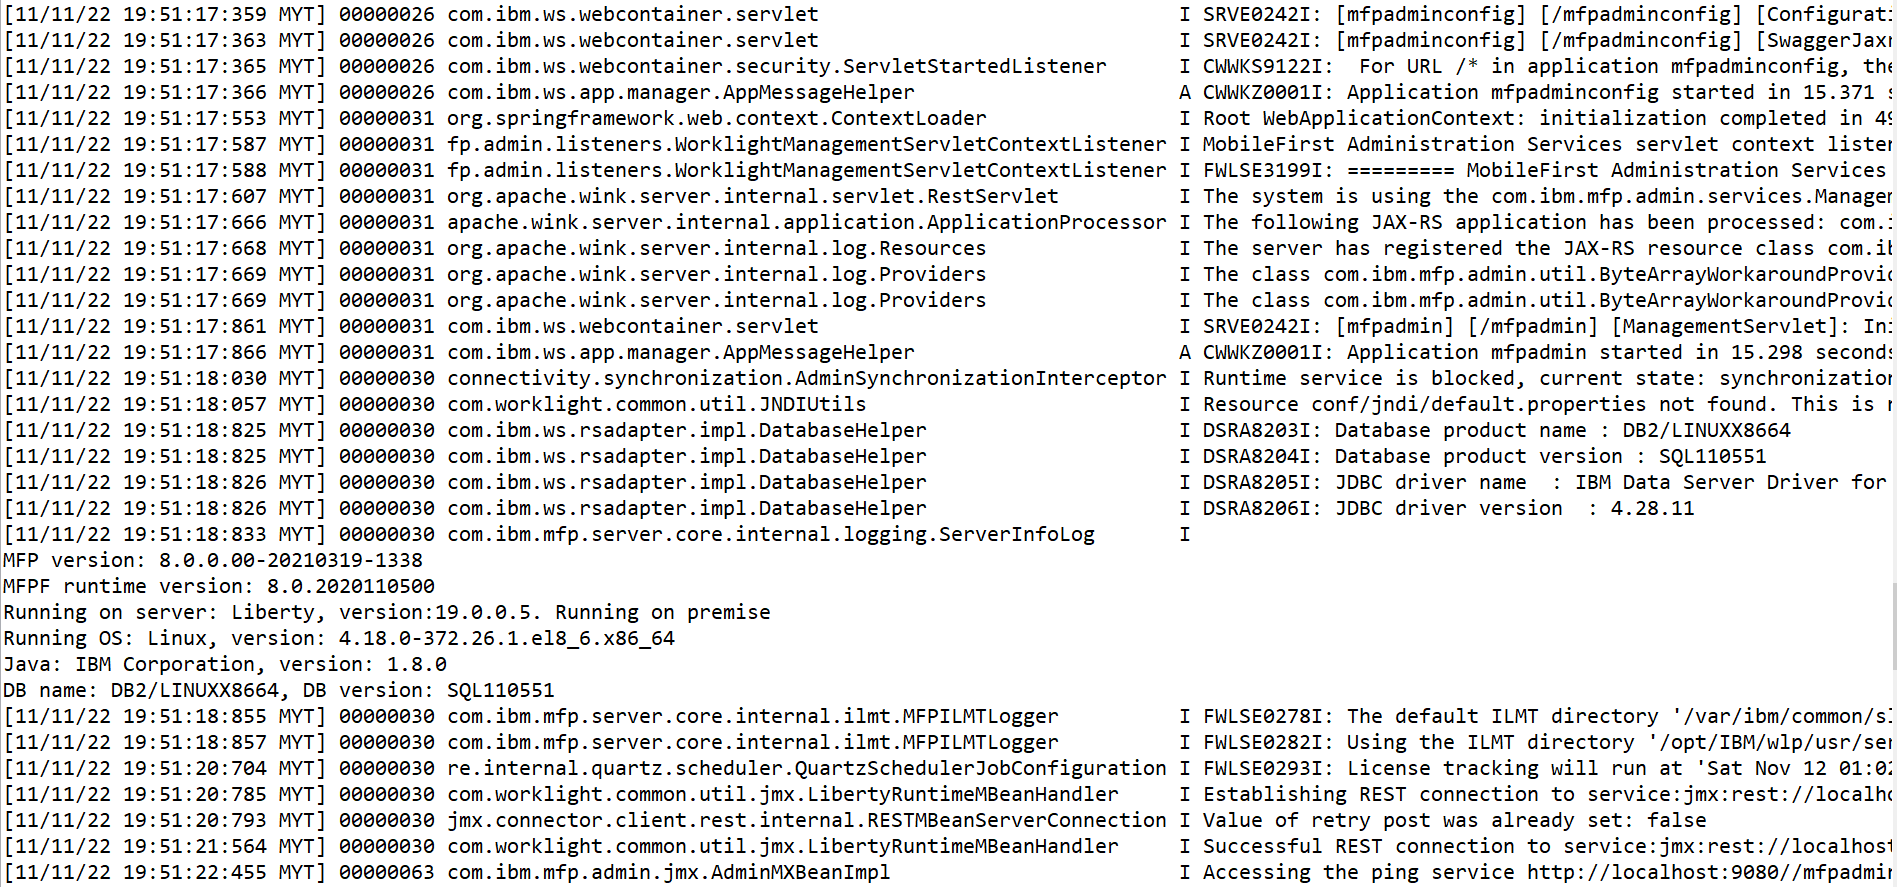 [11/11/22 19:51:17:359 MYT] 00000026 com.ibm.ws.webcontainer.servlet I SRVE0242I: [mfpadminconfig] [/mfpadminconfig] [Configurati
[11/11/22 19:51:17:363 MYT] 00000026 com.ibm.ws.webcontainer.servlet I SRVE0242I: [mfpadminconfig] [/mfpadminconfig] [SwaggerJaxr
[11/11/22 19:51:17:365 MYT] 00000026 com.ibm.ws.webcontainer.security.ServletStartedListener I CWWKS9122I: For URL /* in application mfpadminconfig, the
[11/11/22 19:51:17:366 MYT] 00000026 com.ibm.ws.app.manager.AppMessageHelper A CWWKZ0001I: Application mfpadminconfig started in 15.371 s
[11/11/22 19:51:17:553 MYT] 00000031 org.springframework.web.context.ContextLoader I Root WebApplicationContext: initialization completed in 49
[11/11/22 19:51:17:587 MYT] 00000031 fp.admin.listeners.WorklightManagementServletContextListener I MobileFirst Administration Services servlet context lister
[11/11/22 19:51:17:588 MYT] 00000031 fp.admin.listeners.WorklightManagementServletContextListener I FWLSE3199I: ========= MobileFirst Administration Services
[11/11/22 19:51:17:607 MYT] 00000031 org.apache.wink.server.internal.servlet.RestServlet I The system is using the com.ibm.mfp.admin.services.Manager
[11/11/22 19:51:17:666 MYT] 00000031 apache.wink.server.internal.application.ApplicationProcessor I The following JAX-RS application has been processed: com.i
[11/11/22 19:51:17:668 MYT] 00000031 org.apache.wink.server.internal.log.Resources I The server has registered the JAX-RS resource class com.ib
[11/11/22 19:51:17:669 MYT] 00000031 org.apache.wink.server.internal.log.Providers I The class com.ibm.mfp.admin.util.ByteArrayWorkaroundProvid
[11/11/22 19:51:17:669 MYT] 00000031 org.apache.wink.server.internal.log.Providers I The class com.ibm.mfp.admin.util.ByteArrayWorkaroundProvid
[11/11/22 19:51:17:861 MYT] 00000031 com.ibm.ws.webcontainer.servlet I SRVE0242I: [mfpadmin] [/mfpadmin] [ManagementServlet]: Ini
[11/11/22 19:51:17:866 MYT] 00000031 com.ibm.ws.app.manager.AppMessageHelper A CWWKZ0001I: Application mfpadmin started in 15.298 seconds
[11/11/22 19:51:18:030 MYT] 00000030 connectivity.synchronization.AdminSynchronizationInterceptor I Runtime service is blocked, current state: synchronization
[11/11/22 19:51:18:057 MYT] 00000030 com.worklight.common.util.JNDIUtils I Resource conf/jndi/default.properties not found. This is n
[11/11/22 19:51:18:825 MYT] 00000030 com.ibm.ws.rsadapter.impl.DatabaseHelper I DSRA8203I: Database product name : DB2/LINUXX8664
[11/11/22 19:51:18:825 MYT] 00000030 com.ibm.ws.rsadapter.impl.DatabaseHelper I DSRA8204I: Database product version : SQL110551
[11/11/22 19:51:18:826 MYT] 00000030 com.ibm.ws.rsadapter.impl.DatabaseHelper I DSRA8205I: JDBC driver name : IBM Data Server Driver for
[11/11/22 19:51:18:826 MYT] 00000030 com.ibm.ws.rsadapter.impl.DatabaseHelper I DSRA8206I: JDBC driver version : 4.28.11
[11/11/22 19:51:18:833 MYT] 00000030 com.ibm.mfp.server.core.internal.logging.ServerInfoLog I
MFP version: 8.0.0.00-20210319-1338
MFPF runtime version: 8.0.2020110500
Running on server: Liberty, version:19.0.0.5. Running on premise
Running OS: Linux, version: 4.18.0-372.26.1.el8_6.x86_64
Java: IBM Corporation, version: 1.8.0
DB name: DB2/LINUXX8664, DB version: SQL110551
[11/11/22 19:51:18:855 MYT] 00000030 com.ibm.mfp.server.core.internal.ilmt.MFPILMTLogger I FWLSE0278I: The default ILMT directory '/var/ibm/common/sl
[11/11/22 19:51:18:857 MYT] 00000030 com.ibm.mfp.server.core.internal.ilmt.MFPILMTLogger I FWLSE0282I: Using the ILMT directory '/opt/IBM/wlp/usr/ser
[11/11/22 19:51:20:704 MYT] 00000030 re.internal.quartz.scheduler.QuartzSchedulerJobConfiguration I FWLSE0293I: License tracking will run at 'Sat Nov 12 01:02
[11/11/22 19:51:20:785 MYT] 00000030 com.worklight.common.util.jmx.LibertyRuntimeMBeanHandler I Establishing REST connection to service:jmx:rest://localho
[11/11/22 19:51:20:793 MYT] 00000030 jmx.connector.client.rest.internal.RESTMBeanServerConnection I Value of retry post was already set: false
[11/11/22 19:51:21:564 MYT] 00000030 com.worklight.common.util.jmx.LibertyRuntimeMBeanHandler I Successful REST connection to service:jmx:rest://localhost
[11/11/22 19:51:22:455 MYT] 00000063 com.ibm.mfp.admin.jmx.AdminMXBeanImpl I Accessing the ping service http://localhost:9080//mfpadmin